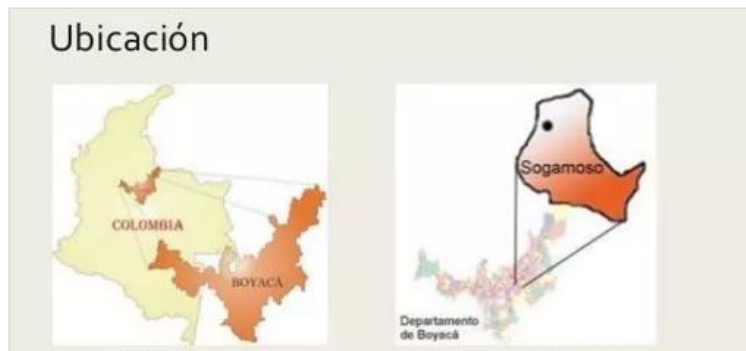 Ubicación
COLOMBIA
BOYACÁ
Sogamoso
Departamento
de Boyacá